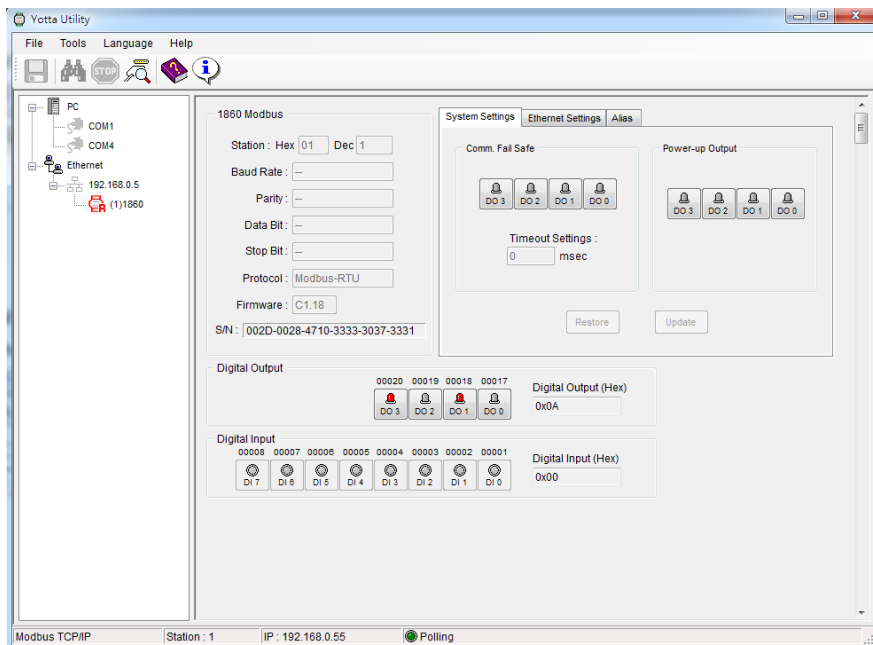 Yotta Utility
File Tools Language Help
STOP
PC
COM1
COM4
Ethernet
192.168.0.5
(1)1860
1860 Modbus
Station : Hex 01 Dec 1
Baud Rate : --
Parity : --
Data Bit : --
Stop Bit : --
Protocol : Modbus-RTU
Firmware : C1.18
S/N : 002D-0028-4710-3333-3037-3331
System Settings Ethernet Settings Alias
Comm. Fail Safe
DO 3 DO 2 DO 1 DO 0
Timeout Settings :
0 msec
Power-up Output
DO 3 DO 2 DO 1 DO 0
Restore Update
Digital Output
00020 00019 00018 00017
DO 3 DO 2 DO 1 DO 0
Digital Output (Hex)
0x0A
Digital Input
00008 00007 00006 00005 00004 00003 00002 00001
DI 7 DI 6 DI 5 DI 4 DI 3 DI 2 DI 1 DI 0
Digital Input (Hex)
0x00
Modbus TCP/IP Station : 1 IP : 192.168.0.55 Polling